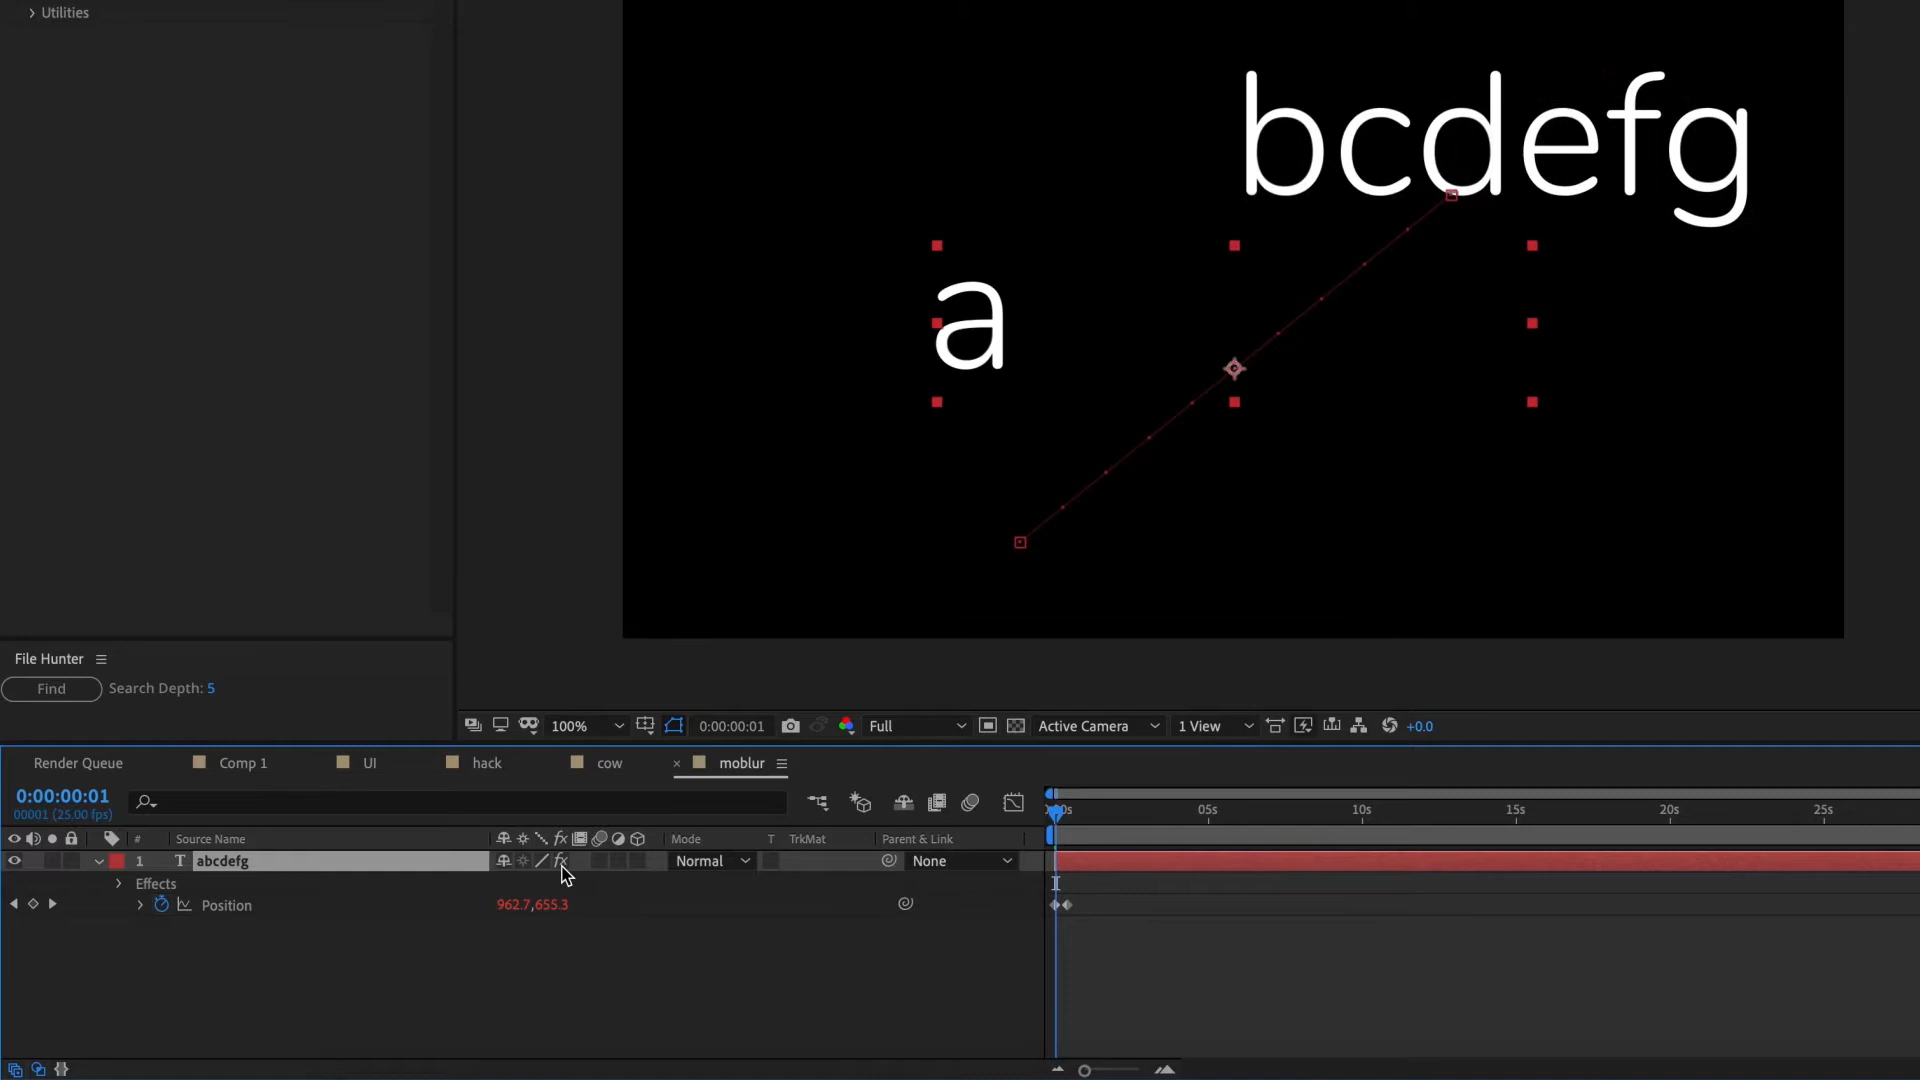 Utilities
bcdefg
a
File Hunter
Find
Search Depth: 5
100%
0:00:00:01
Full
Active Camera
1 View
+0.0
Render Queue
Comp 1
UI
hack
cow
moblur
0:00:00:01
00001 (25.00 fps)
05s
10s
15s
20s
25s
#
Source Name
fx
Mode
T
TrkMat
Parent & Link
1
T
abcdefg
fx
Normal
None
Effects
Position
962.7,655.3